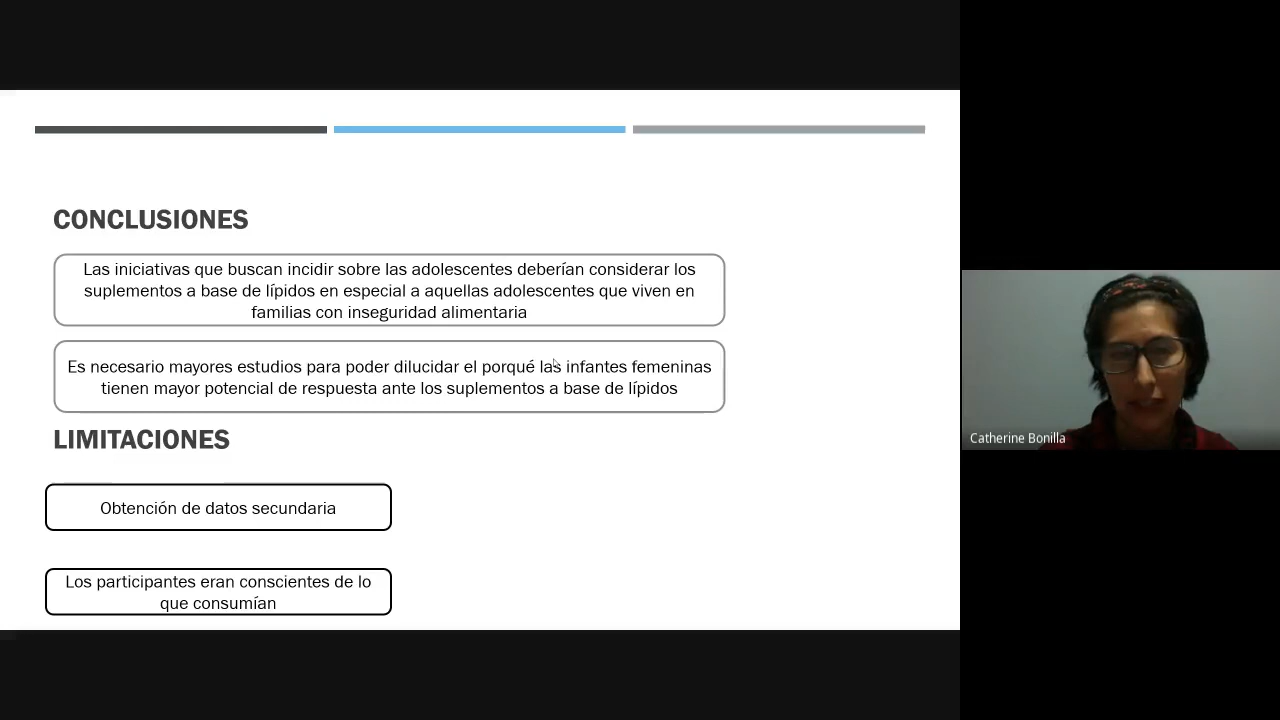 CONCLUSIONES
Las iniciativas que buscan incidir sobre las adolescentes deberían considerar los
suplementos a base de lípidos en especial a aquellas adolescentes que viven en
familias con inseguridad alimentaria
Es necesario mayores estudios para poder dilucidar el porqué las infantes femeninas
tienen mayor potencial de respuesta ante los suplementos a base de lípidos
LIMITACIONES
Obtención de datos secundaria
Los participantes eran conscientes de lo
que consumían
Catherine Bonilla